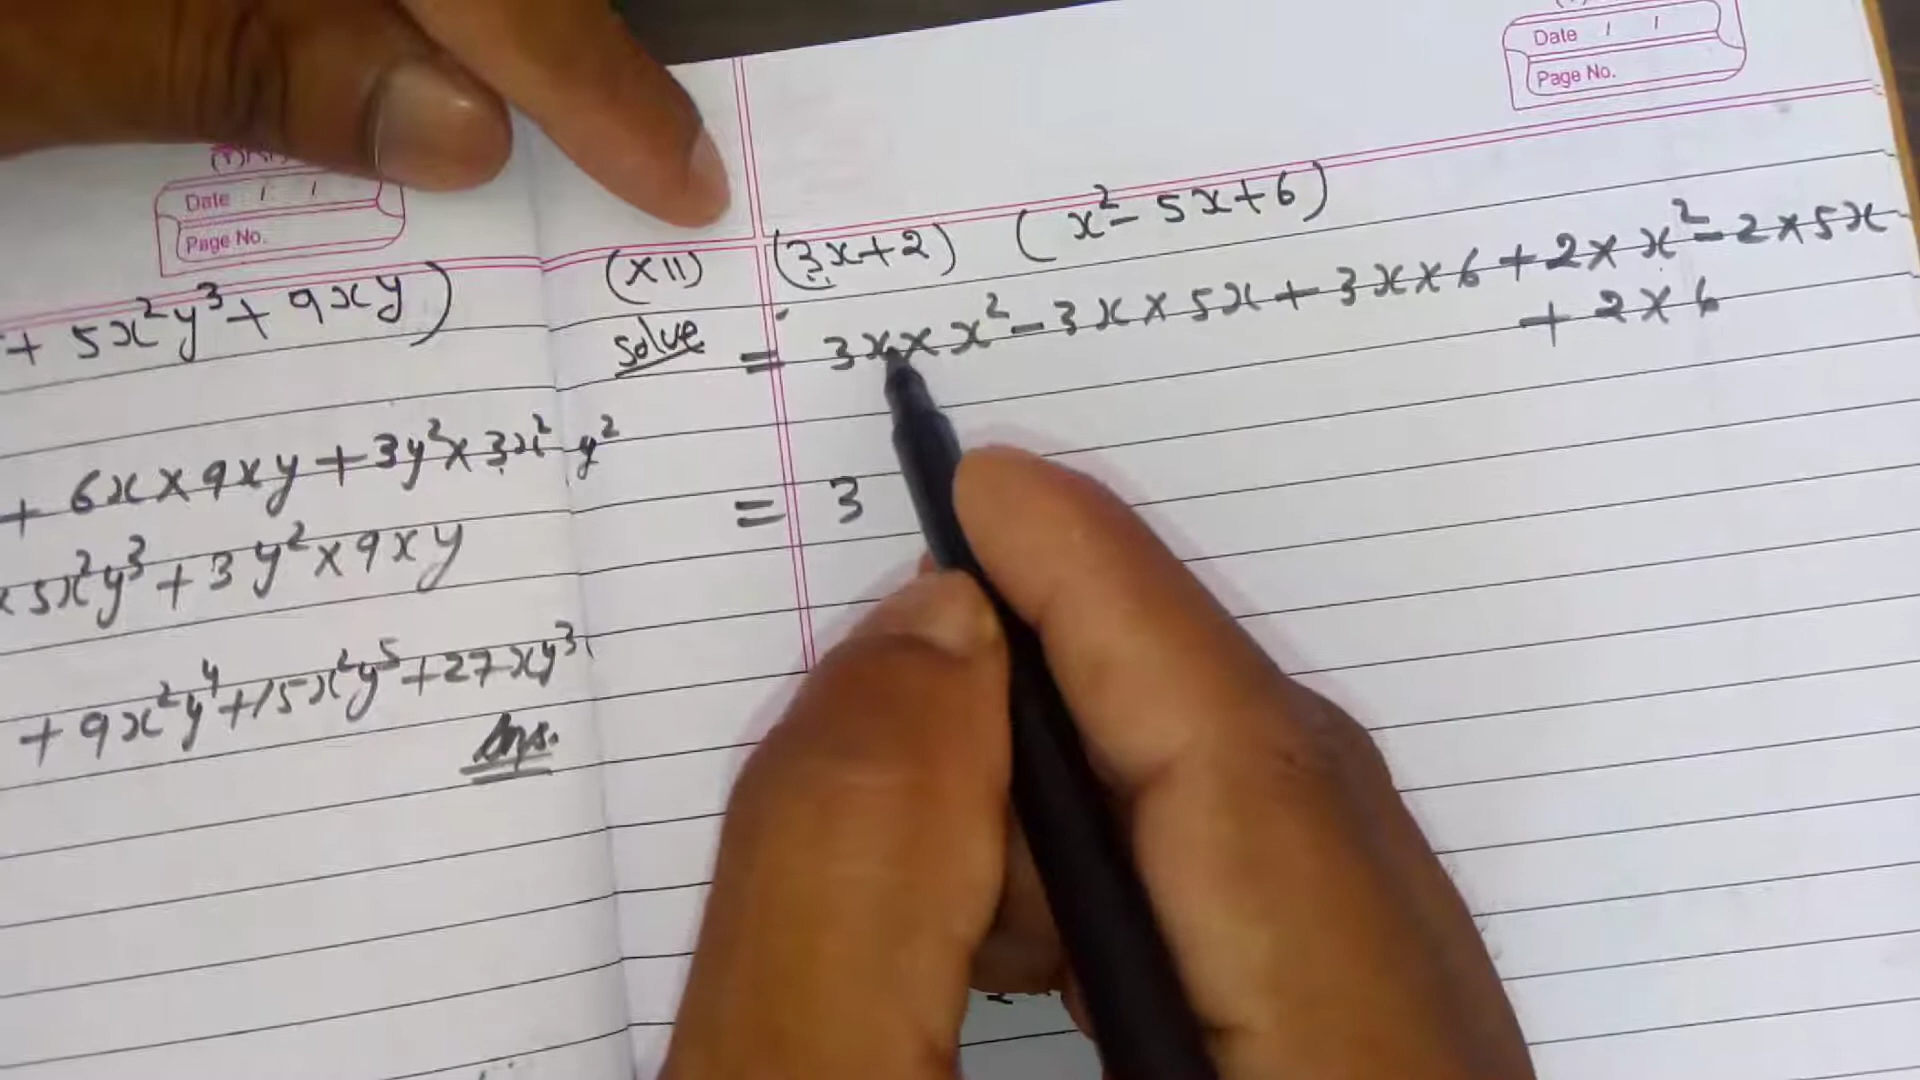 Date / /
Page No.
+ 5x²y³ + 9xy)
+ 6x × 9xy + 3y² × 3x² y²
× 5x²y³ + 3y² × 9xy
+ 9x²y⁴ + 15x²y⁵ + 27xy³
Ans.
Date / /
Page No.
(XII) (3x+2) (x² - 5x + 6)
Solve = 3x × x² - 3x × 5x + 3x × 6 + 2 × x² - 2 × 5x
+ 2 × 6
= 3